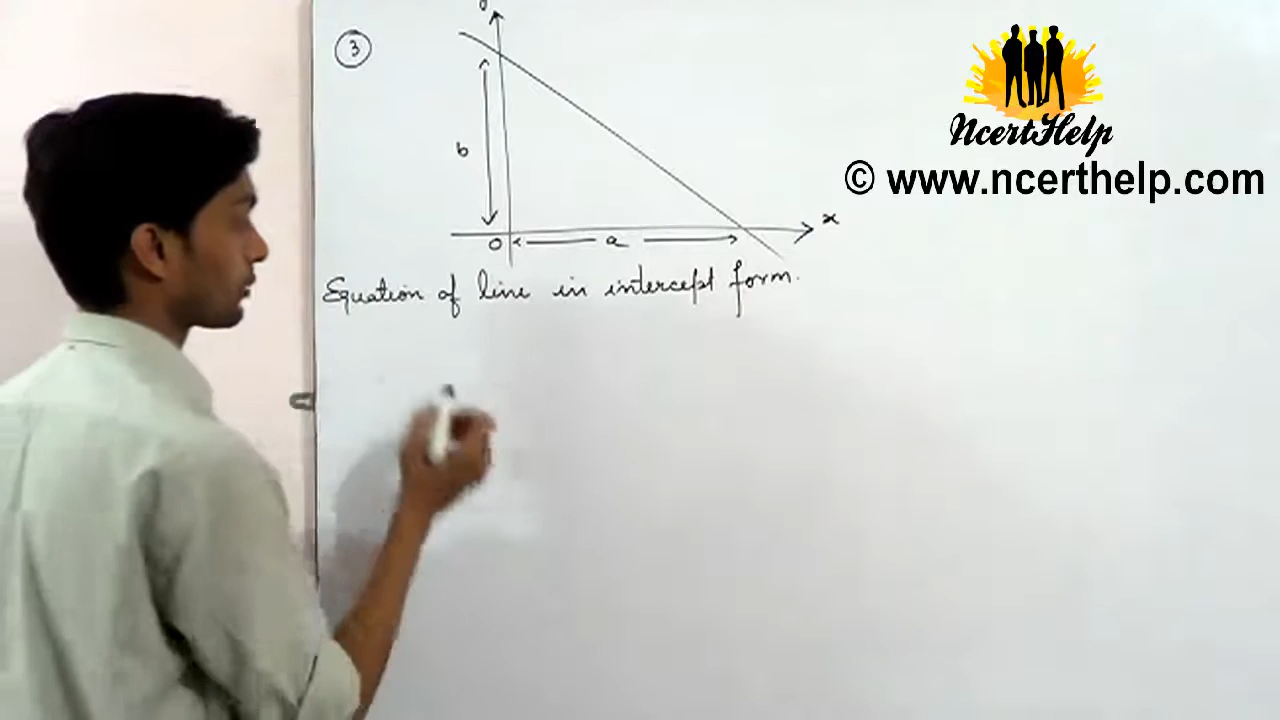 3
b
O
a
x
Equation of line in intercept form.
NcertHelp
© www.ncerthelp.com